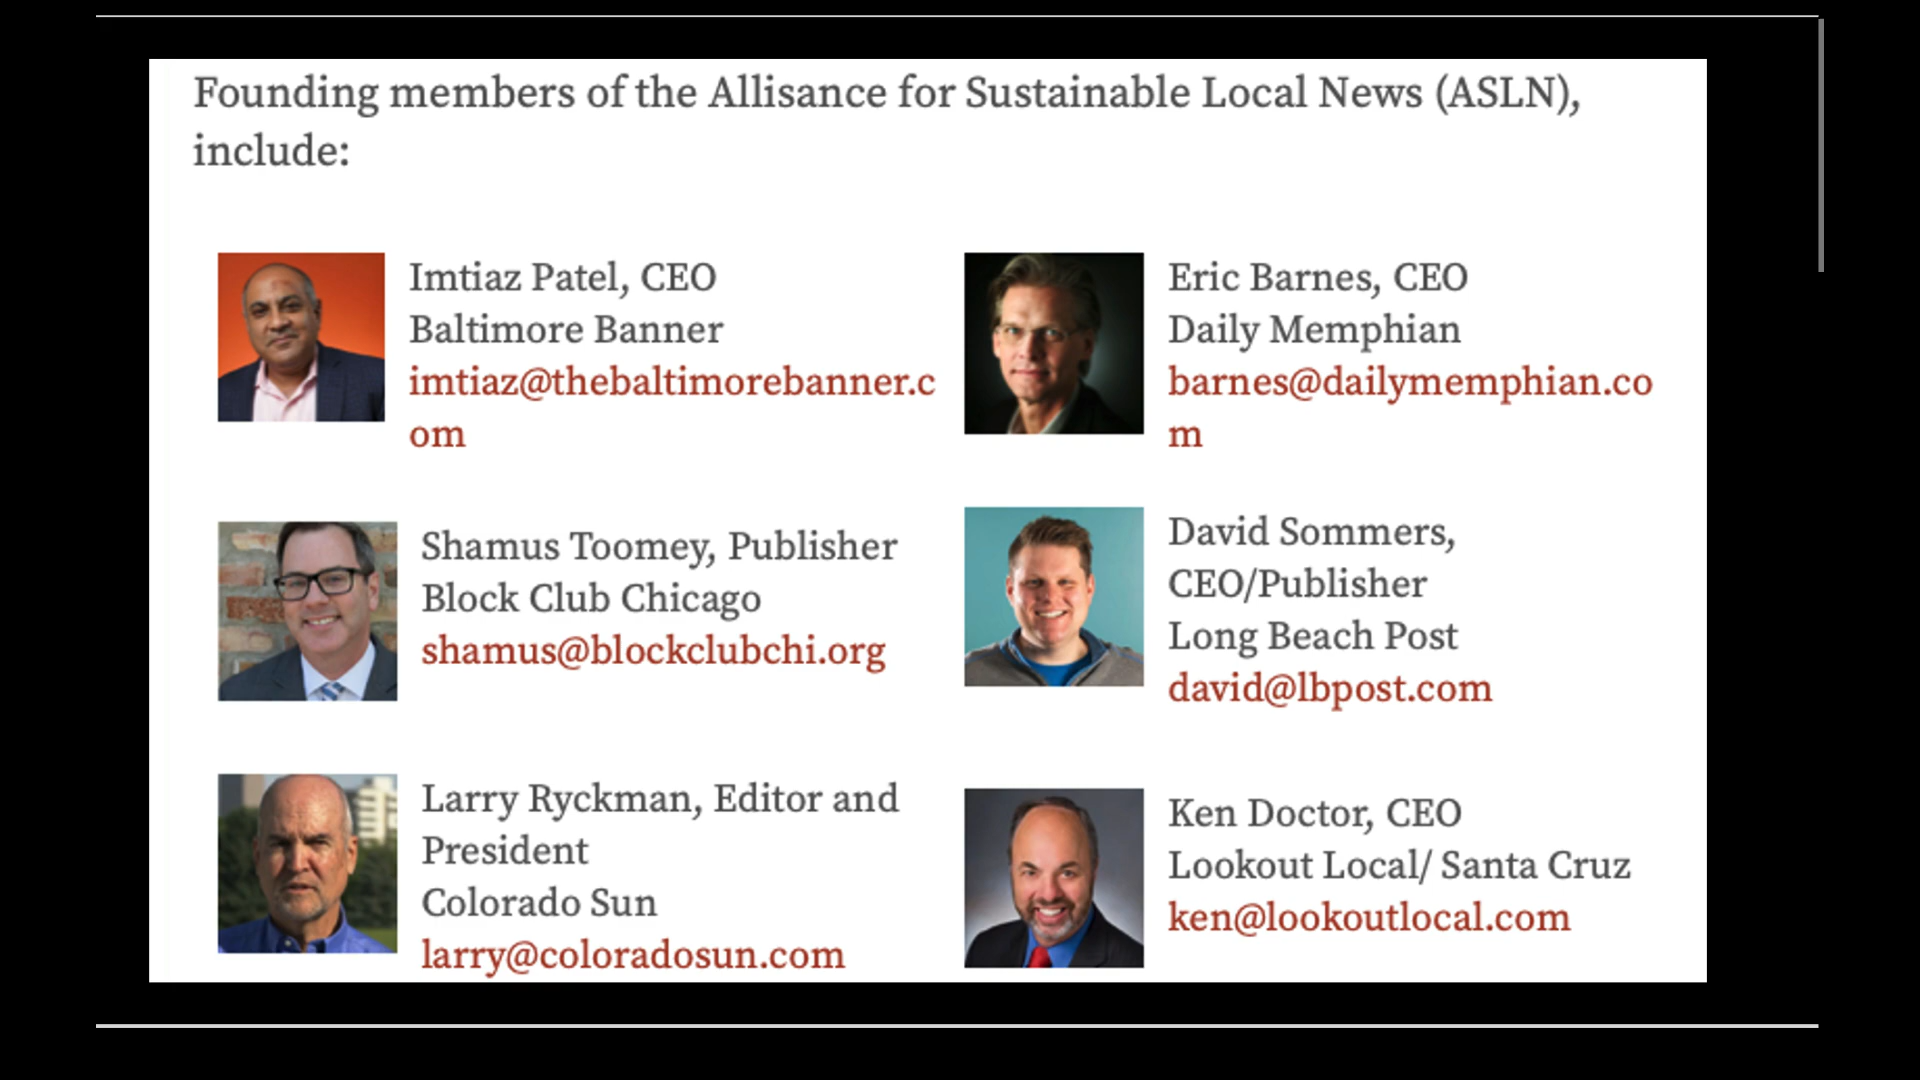 Founding members of the Allisance for Sustainable Local News (ASLN),
include:
Imtiaz Patel, CEO
Baltimore Banner
imtiaz@thebaltimorebanner.c
om
Eric Barnes, CEO
Daily Memphian
barnes@dailymemphian.co
m
Shamus Toomey, Publisher
Block Club Chicago
shamus@blockclubchi.org
David Sommers,
CEO/Publisher
Long Beach Post
david@lbpost.com
Larry Ryckman, Editor and
President
Colorado Sun
larry@coloradosun.com
Ken Doctor, CEO
Lookout Local/ Santa Cruz
ken@lookoutlocal.com